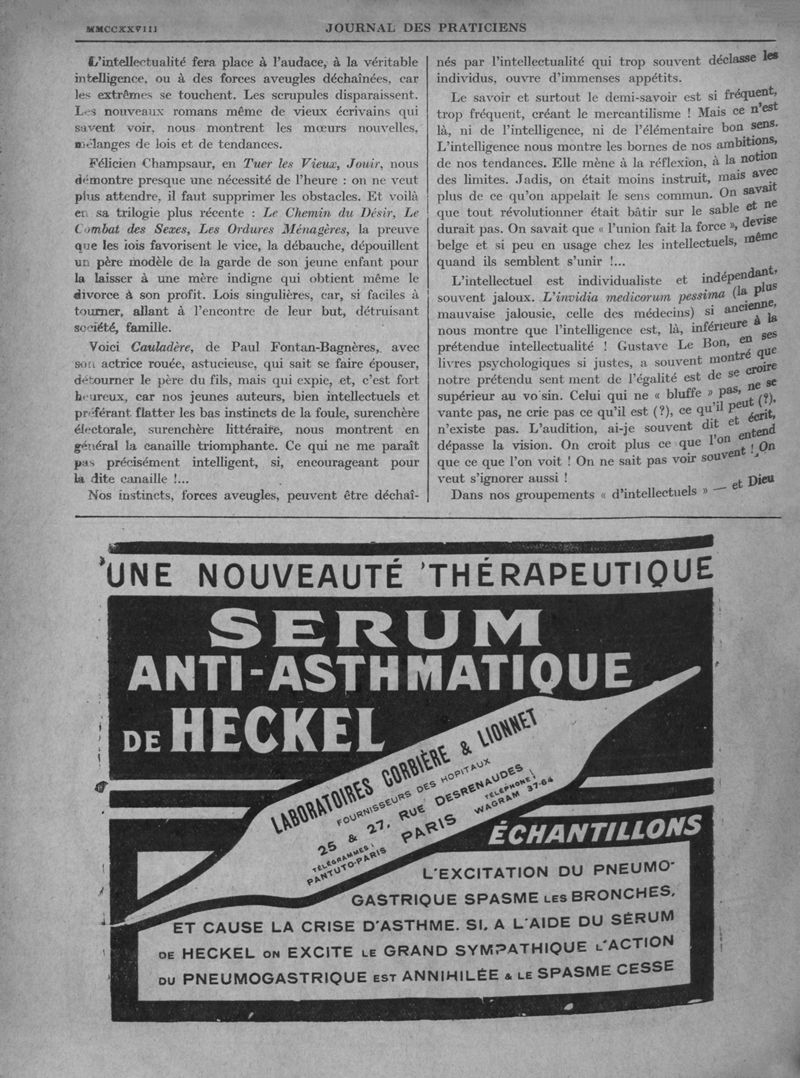 MMCCXXVIII
JOURNAL DES PRATICIENS
L'intellectualité fera place à l'audace, à la véritable
intelligence, ou à des forces aveugles déchaînées, car
les extrêmes se touchent. Les scrupules disparaissent.
Les nouveaux romans même de vieux écrivains qui
savent voir, nous montrent les mœurs nouvelles,
mélanges de lois et de tendances.
Félicien Champsaur, en Tuer les Vieux, Jouir, nous
démontre presque une nécessité de l'heure : on ne veut
plus attendre, il faut supprimer les obstacles. Et voilà
en sa trilogie plus récente : Le Chemin du Désir, Le
Combat des Sexes, Les Ordures Ménagères, la preuve
que les lois favorisent le vice, la débauche, dépouillent
un père modèle de la garde de son jeune enfant pour
la laisser à une mère indigne qui obtient même le
divorce à son profit. Lois singulières, car, si faciles à
tourner, allant à l'encontre de leur but, détruisant
société, famille.
Voici Cauladère, de Paul Fontan-Bagnères, avec
son actrice rouée, astucieuse, qui sait se faire épouser,
détourner le père du fils, mais qui expie, et, c'est fort
heureux, car nos jeunes auteurs, bien intellectuels et
préférant flatter les bas instincts de la foule, surenchère
électorale, surenchère littéraire, nous montrent en
général la canaille triomphante. Ce qui ne me paraît
pas précisément intelligent, si, encourageant pour
la dite canaille !...
Nos instincts, forces aveugles, peuvent être déchaî-
nés par l'intellectualité qui trop souvent déclasse les
individus, ouvre d'immenses appétits.
Le savoir et surtout le demi-savoir est si fréquent,
trop fréquent, créant le mercantilisme ! Mais ce n'est
là, ni de l'intelligence, ni de l'élémentaire bon sens.
L'intelligence nous montre les bornes de nos ambitions,
de nos tendances. Elle mène à la réflexion, à la notion
des limites. Jadis, on était moins instruit, mais avec
plus de ce qu'on appelait le sens commun. On savait
que tout révolutionner était bâtir sur le sable et ne
durait pas. On savait que « l'union fait la force », devise
belge et si peu en usage chez les intellectuels, même
quand ils semblent s'unir !...
L'intellectuel est individualiste et indépendant,
souvent jaloux. L'invidia medicorum pessima (la plus
mauvaise jalousie, celle des médecins) si ancienne,
nous montre que l'intelligence est, là, inférieure à la
prétendue intellectualité ! Gustave Le Bon, en ses
livres psychologiques si justes, a souvent montré que
notre prétendu sent ment de l'égalité est de se croire
supérieur au vo sin. Celui qui ne « bluffe » pas, ne se
vante pas, ne crie pas ce qu'il est (?), ce qu'il peut (?),
n'existe pas. L'audition, ai-je souvent dit et écrit,
dépasse la vision. On croit plus ce que l'on entend
que ce que l'on voit ! On ne sait pas voir souvent ! On
veut s'ignorer aussi !
Dans nos groupements « d'intellectuels » — et Dieu
UNE NOUVEAUTÉ THÉRAPEUTIQUE
SERUM
ANTI-ASTHMATIQUE
DE HECKEL
LABORATOIRES CORBIÈRE & LIONNET
FOURNISSEURS DES HOPITAUX
25 & 27, RUE DESRENAUDES
TÉLÉGRAMMES :
PANTUTO-PARIS
PARIS
TÉLÉPHONE :
WAGRAM 37-64
ÉCHANTILLONS
L'EXCITATION DU PNEUMO-
GASTRIQUE SPASME LES BRONCHES,
ET CAUSE LA CRISE D'ASTHME. SI, A L'AIDE DU SÉRUM
DE HECKEL ON EXCITE LE GRAND SYMPATHIQUE L'ACTION
DU PNEUMOGASTRIQUE EST ANNIHILÉE & LE SPASME CESSE